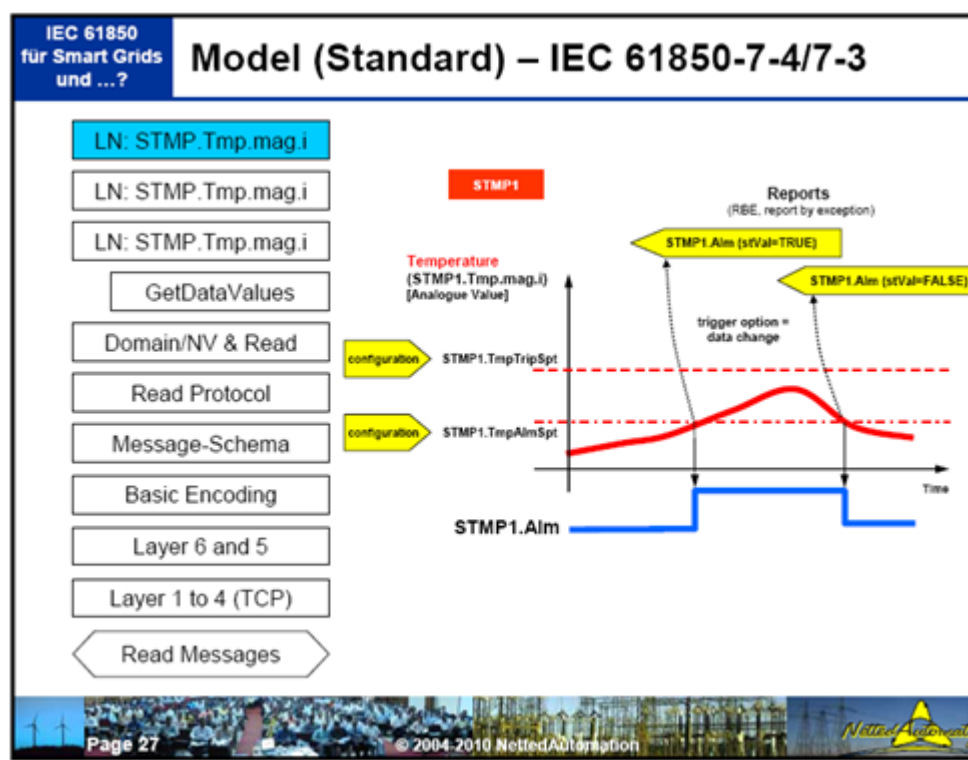 IEC 61850
für Smart Grids
und ...?
Model (Standard) – IEC 61850-7-4/7-3
LN: STMP.Tmp.mag.i
LN: STMP.Tmp.mag.i
LN: STMP.Tmp.mag.i
GetDataValues
Domain/NV & Read
Read Protocol
Message-Schema
Basic Encoding
Layer 6 and 5
Layer 1 to 4 (TCP)
Read Messages
STMP1
Reports
(RBE, report by exception)
STMP1.Alm (stVal=TRUE)
STMP1.Alm (stVal=FALSE)
Temperature
(STMP1.Tmp.mag.i)
[Analogue Value]
trigger option =
data change
configuration
STMP1.TmpTripSpt
configuration
STMP1.TmpAlmSpt
Time
STMP1.Alm
Page 27
© 2004-2010 NettedAutomation
NettedAutomat